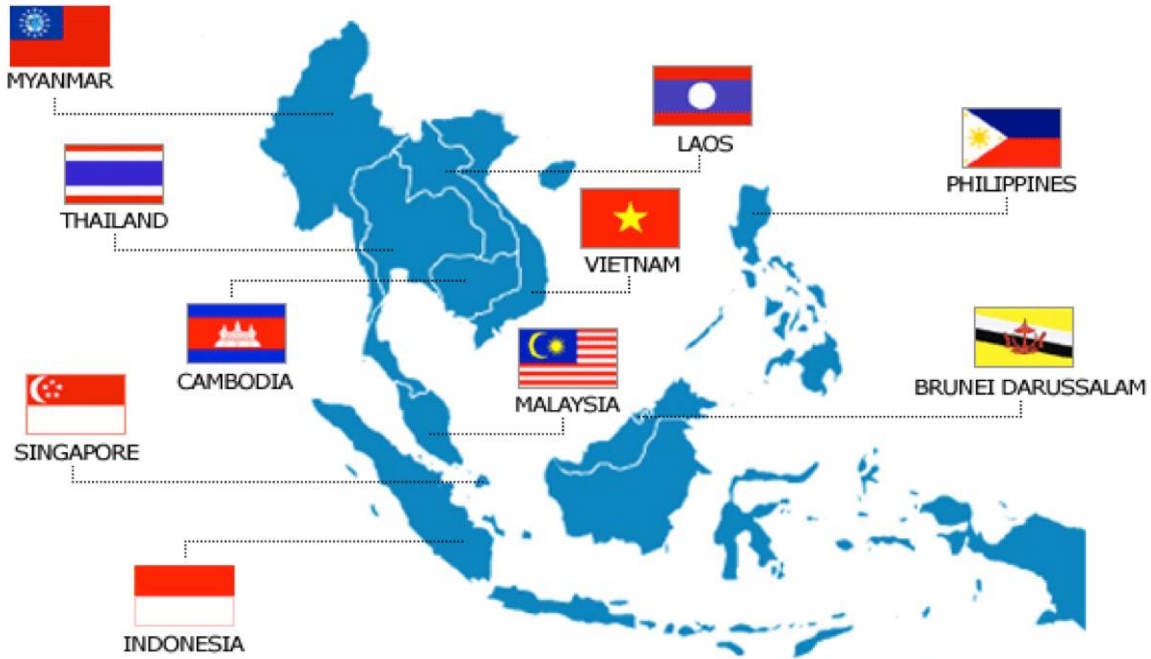 MYANMAR
LAOS
PHILIPPINES
THAILAND
VIETNAM
CAMBODIA
MALAYSIA
BRUNEI DARUSSALAM
SINGAPORE
INDONESIA